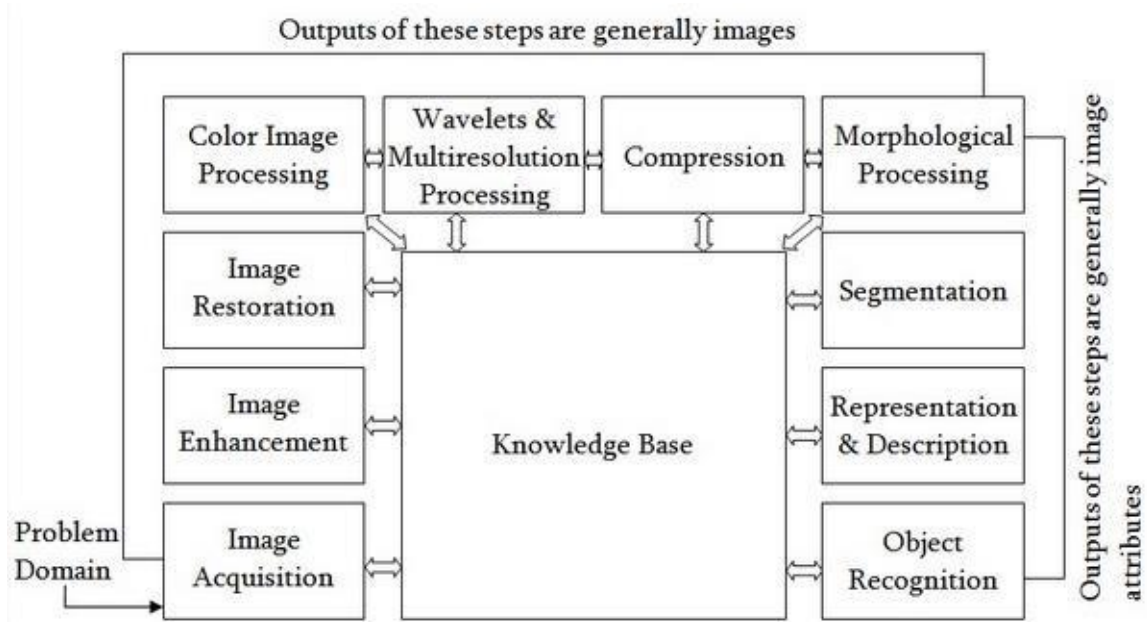 Outputs of these steps are generally images
Color Image
Processing
Wavelets &
Multiresolution
Processing
Compression
Morphological
Processing
Image
Restoration
Segmentation
Image
Enhancement
Knowledge Base
Representation
& Description
Problem
Domain
Image
Acquisition
Object
Recognition
Outputs of these steps are generally image
attributes